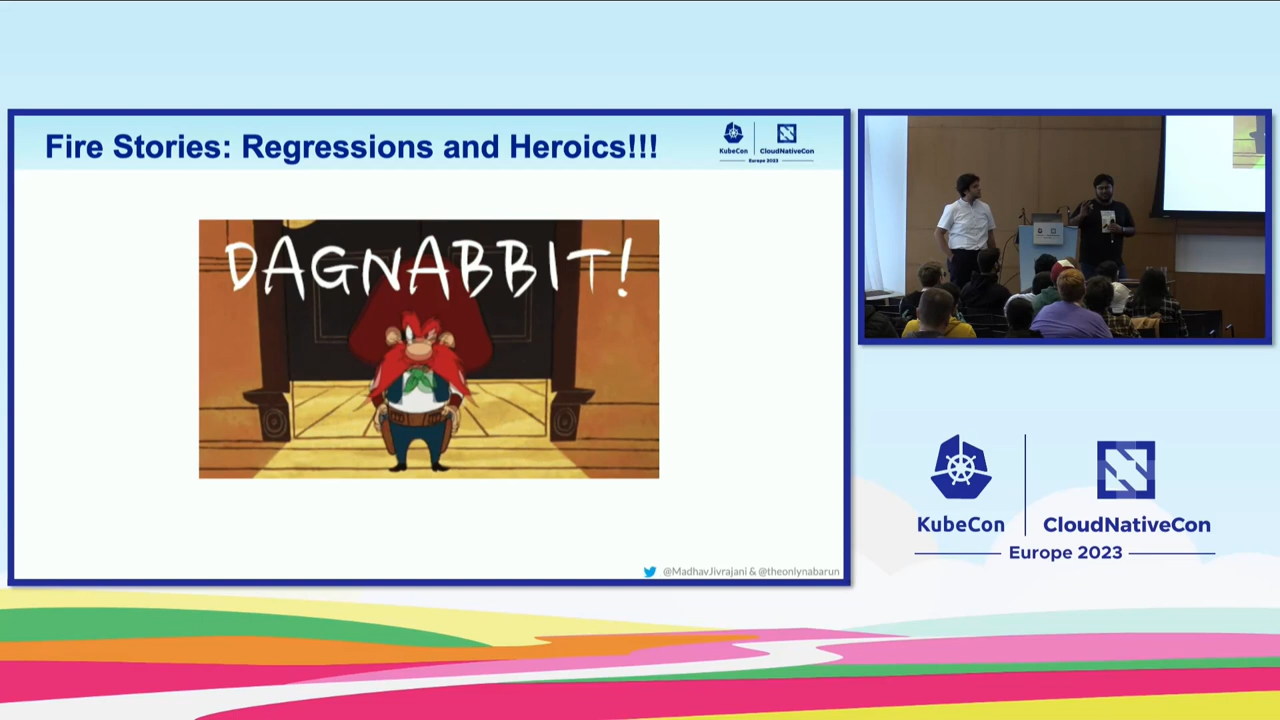 Fire Stories: Regressions and Heroics!!!
KubeCon
CloudNativeCon
Europe 2023
DAGNABBIT!
@MadhavJivrajani & @theonlynabarun
KubeCon
CloudNativeCon
Europe 2023